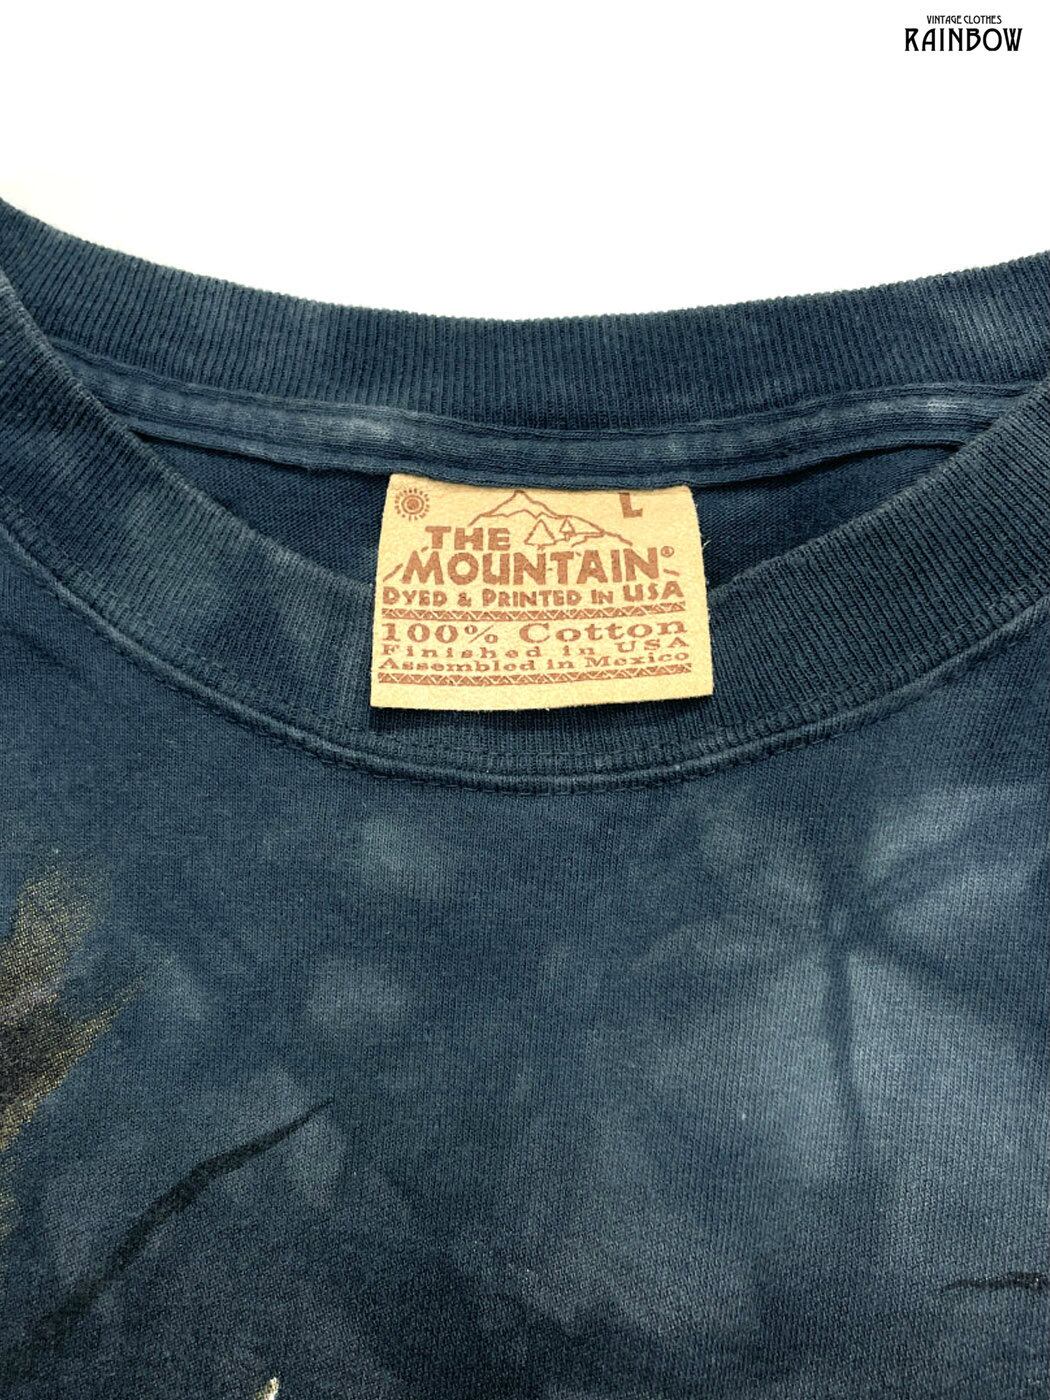 VINTAGE CLOTHES
RAINBOW
L
THE
MOUNTAIN®
DYED & PRINTED IN USA
100% Cotton
Finished in USA
Assembled in Mexico